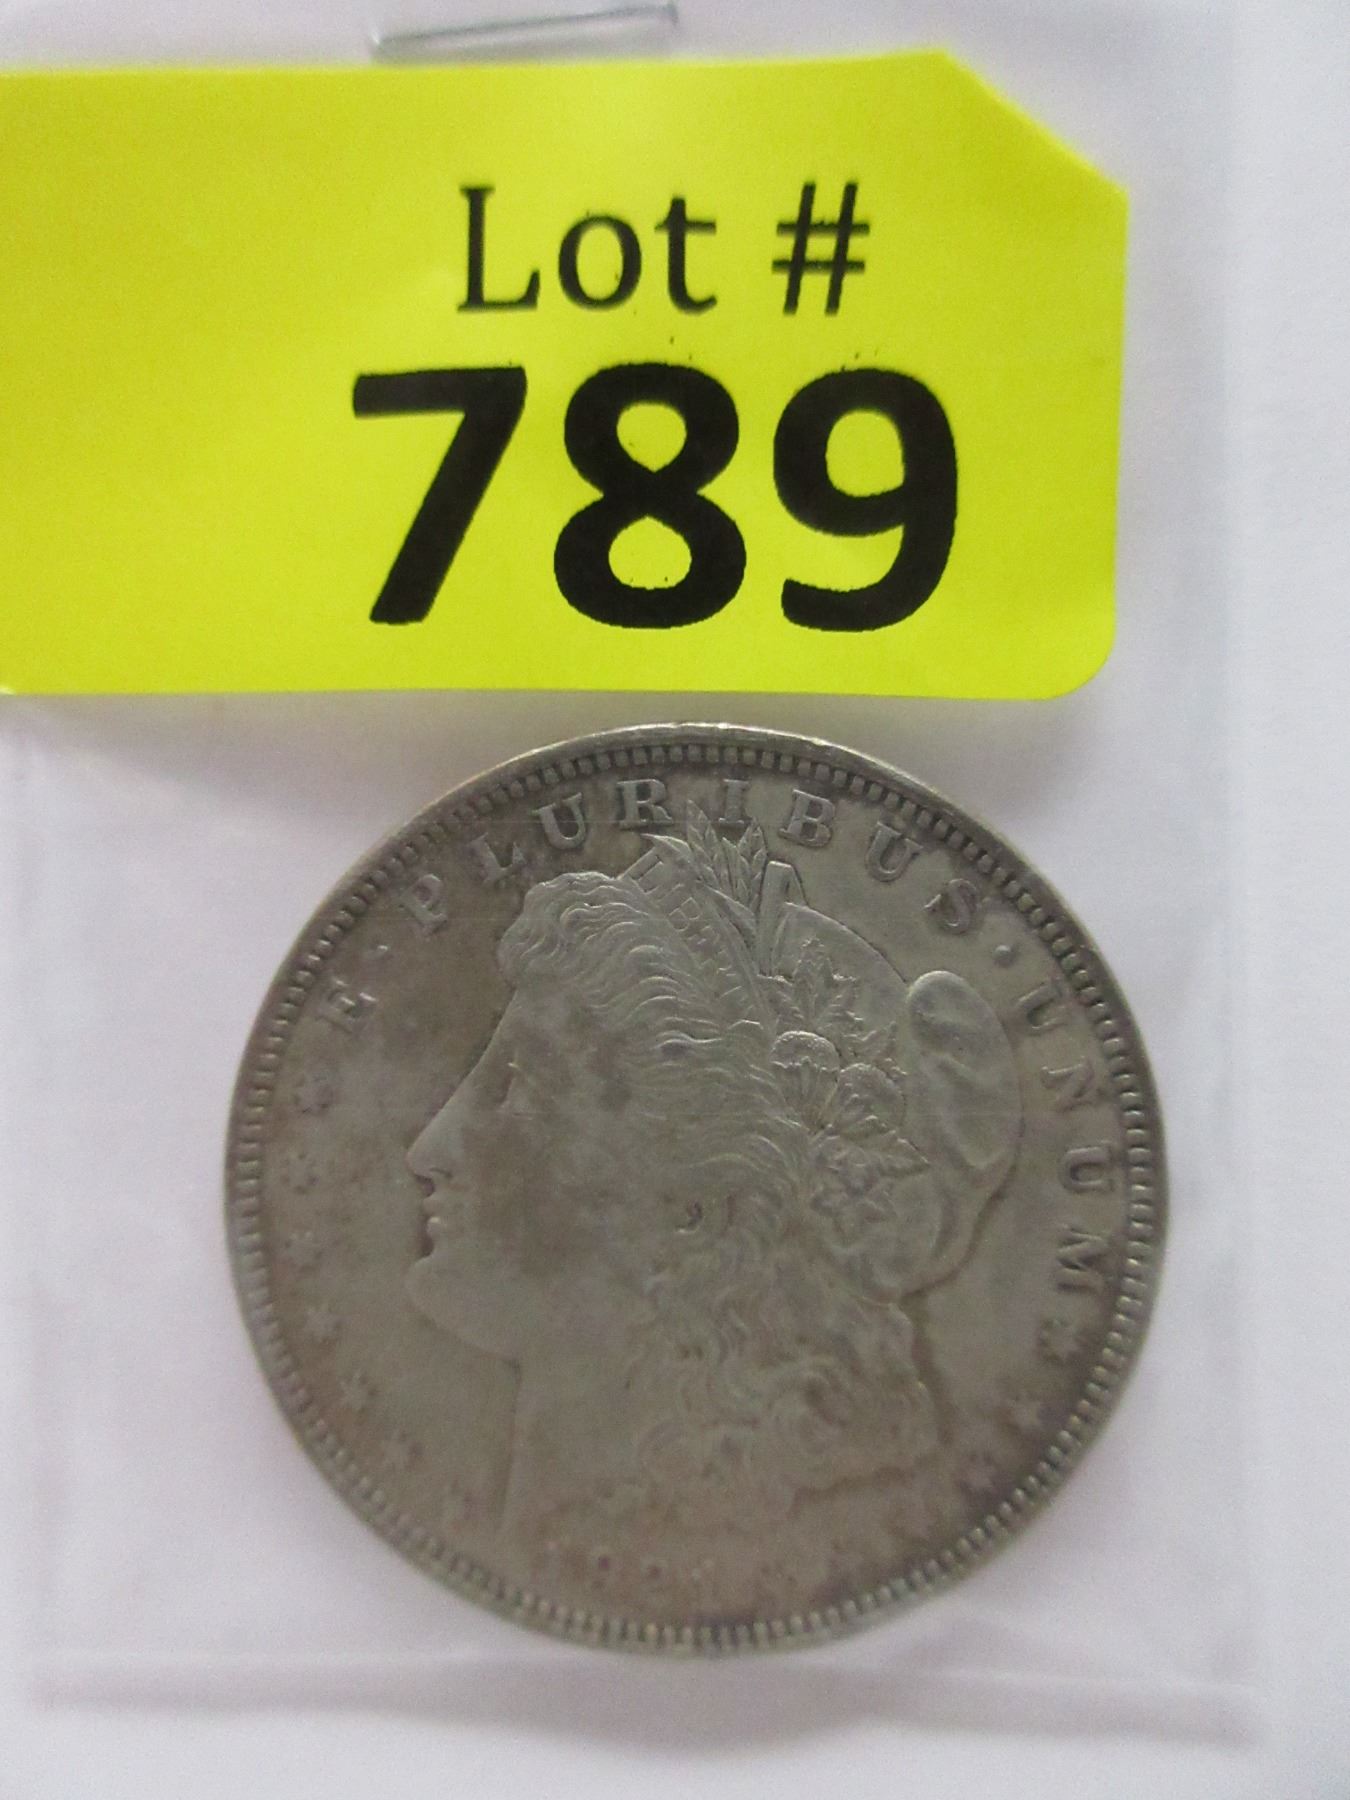 Lot #
789
E · PLURIBUS · UNUM
LIBERTY